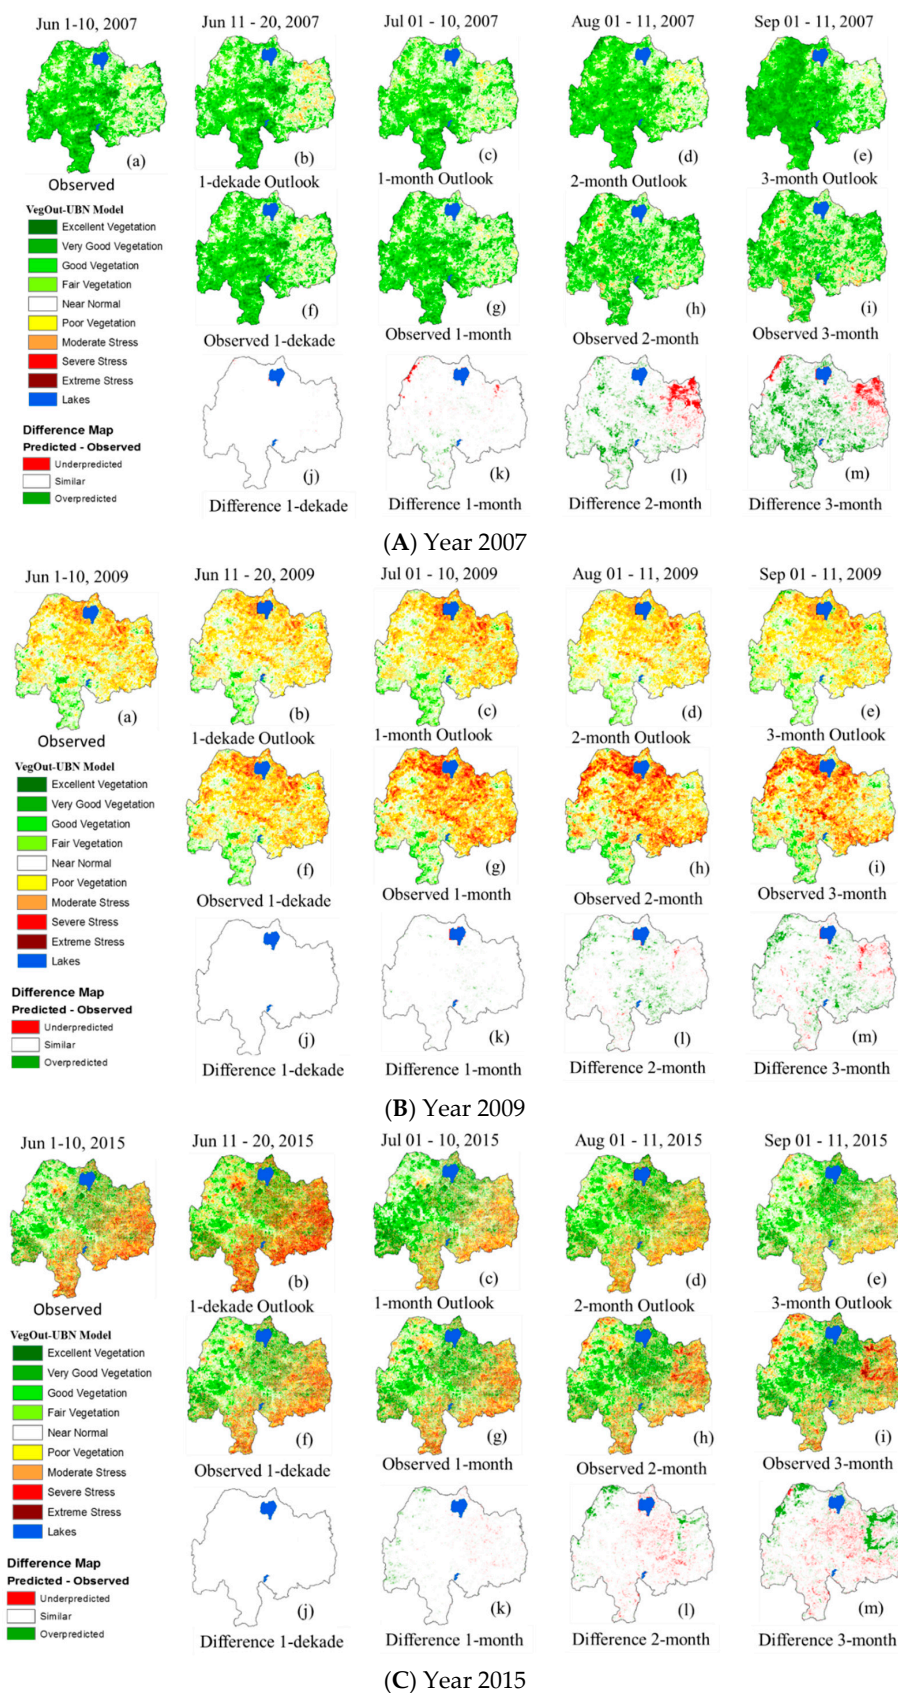 Jun 1-10, 2007
Jun 11 - 20, 2007
Jul 01 - 10, 2007
Aug 01 - 11, 2007
Sep 01 - 11, 2007
(a)
(b)
(c)
(d)
(e)
Observed
1-dekade Outlook
1-month Outlook
2-month Outlook
3-month Outlook
VegOut-UBN Model
Excellent Vegetation
Very Good Vegetation
Good Vegetation
Fair Vegetation
Near Normal
Poor Vegetation
Moderate Stress
Severe Stress
Extreme Stress
Lakes
(f)
(g)
(h)
(i)
Observed 1-dekade
Observed 1-month
Observed 2-month
Observed 3-month
Difference Map
Predicted - Observed
Underpredicted
Similar
Overpredicted
(j)
(k)
(l)
(m)
Difference 1-dekade
Difference 1-month
Difference 2-month
Difference 3-month
(A) Year 2007
Jun 1-10, 2009
Jun 11 - 20, 2009
Jul 01 - 10, 2009
Aug 01 - 11, 2009
Sep 01 - 11, 2009
(a)
(b)
(c)
(d)
(e)
Observed
1-dekade Outlook
1-month Outlook
2-month Outlook
3-month Outlook
VegOut-UBN Model
Excellent Vegetation
Very Good Vegetation
Good Vegetation
Fair Vegetation
Near Normal
Poor Vegetation
Moderate Stress
Severe Stress
Extreme Stress
Lakes
(f)
(g)
(h)
(i)
Observed 1-dekade
Observed 1-month
Observed 2-month
Observed 3-month
Difference Map
Predicted - Observed
Underpredicted
Similar
Overpredicted
(j)
(k)
(l)
(m)
Difference 1-dekade
Difference 1-month
Difference 2-month
Difference 3-month
(B) Year 2009
Jun 1-10, 2015
Jun 11 - 20, 2015
Jul 01 - 10, 2015
Aug 01 - 11, 2015
Sep 01 - 11, 2015
(a)
(b)
(c)
(d)
(e)
Observed
1-dekade Outlook
1-month Outlook
2-month Outlook
3-month Outlook
VegOut-UBN Model
Excellent Vegetation
Very Good Vegetation
Good Vegetation
Fair Vegetation
Near Normal
Poor Vegetation
Moderate Stress
Severe Stress
Extreme Stress
Lakes
(f)
(g)
(h)
(i)
Observed 1-dekade
Observed 1-month
Observed 2-month
Observed 3-month
Difference Map
Predicted - Observed
Underpredicted
Similar
Overpredicted
(j)
(k)
(l)
(m)
Difference 1-dekade
Difference 1-month
Difference 2-month
Difference 3-month
(C) Year 2015